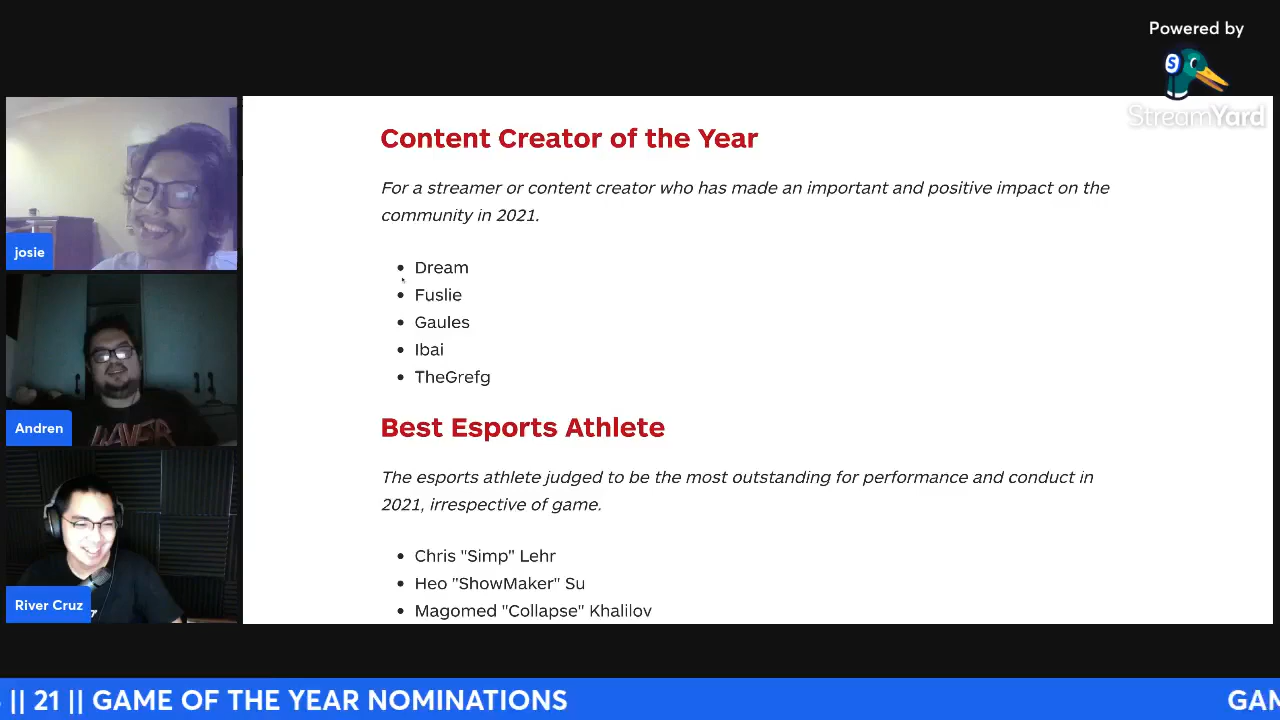 Powered by
StreamYard
Content Creator of the Year
For a streamer or content creator who has made an important and positive impact on the
community in 2021.
• Dream
• Fuslie
• Gaules
• Ibai
• TheGrefg
Best Esports Athlete
The esports athlete judged to be the most outstanding for performance and conduct in
2021, irrespective of game.
• Chris "Simp" Lehr
• Heo "ShowMaker" Su
• Magomed "Collapse" Khalilov
josie
Andren
SLAYER
River Cruz
|| 21 || GAME OF THE YEAR NOMINATIONS
GAM